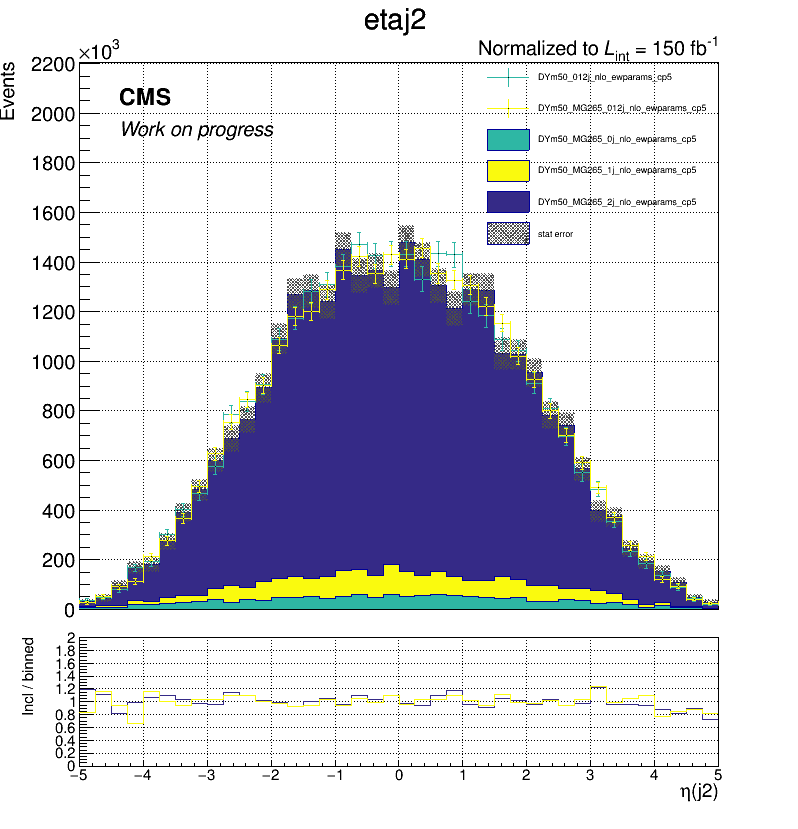 etaj2
×10³
Normalized to L_int = 150 fb⁻¹
Events
2200
2000
1800
1600
1400
1200
1000
800
600
400
200
0
CMS
Work on progress
DYm50_012j_nlo_ewparams_cp5
DYm50_MG265_012j_nlo_ewparams_cp5
DYm50_MG265_0j_nlo_ewparams_cp5
DYm50_MG265_1j_nlo_ewparams_cp5
DYm50_MG265_2j_nlo_ewparams_cp5
stat error
Incl / binned
2
1.8
1.6
1.4
1.2
1
0.8
0.6
0.4
0.2
0
−5 −4 −3 −2 −1 0 1 2 3 4 5
η(j2)